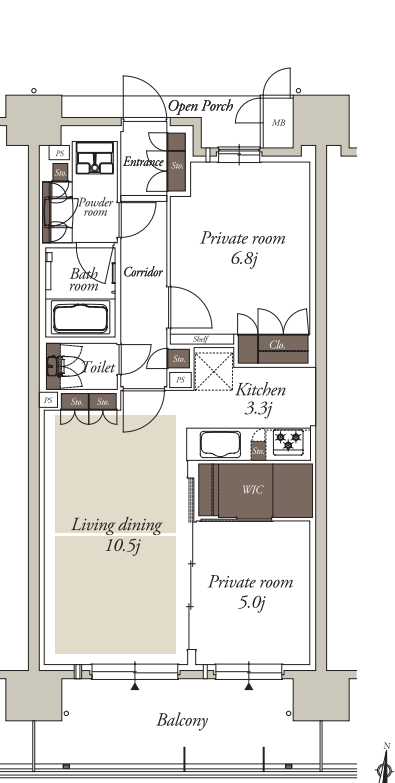 Open Porch
MB
PS
Entrance
Sto.
Sto.
Powder
room
Private room
6.8j
Bath
room
Corridor
Shelf
Clo.
Toilet
Sto.
PS
Kitchen
3.3j
PS
Sto.
Sto.
Sto.
WIC
Living dining
10.5j
Private room
5.0j
Balcony
N